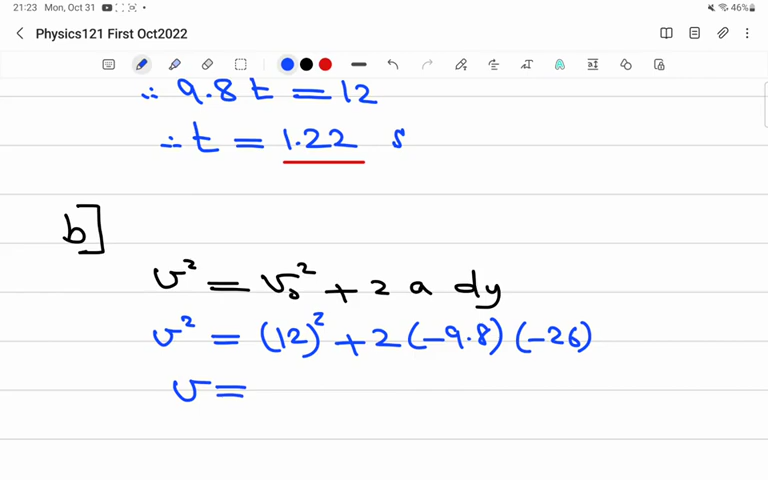 21:23 Mon, Oct 31 46%
Physics121 First Oct2022
∴ 9.8 t = 12
∴ t = 1.22 s
b]
v² = v₀² + 2 a dy
v² = (12)² + 2 (-9.8) (-26)
v =